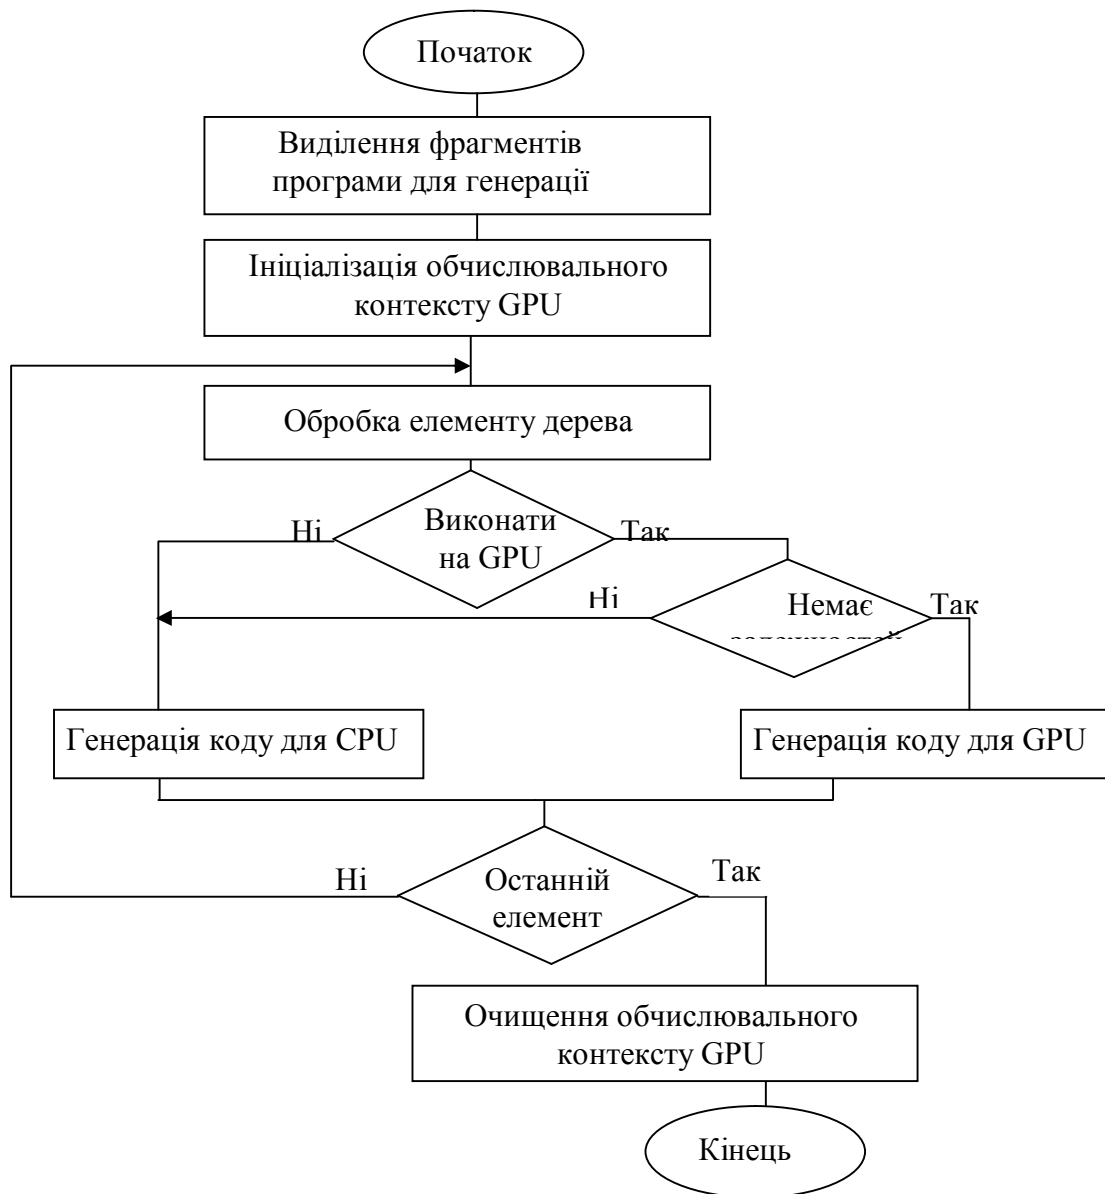 Початок
Виділення фрагментів
програми для генерації
Ініціалізація обчислювального
контексту GPU
Обробка елементу дерева
Ні
Виконати
на GPU
Так
Ні
Немає
Так
Генерація коду для CPU
Генерація коду для GPU
Ні
Останній
елемент
Так
Очищення обчислювального
контексту GPU
Кінець